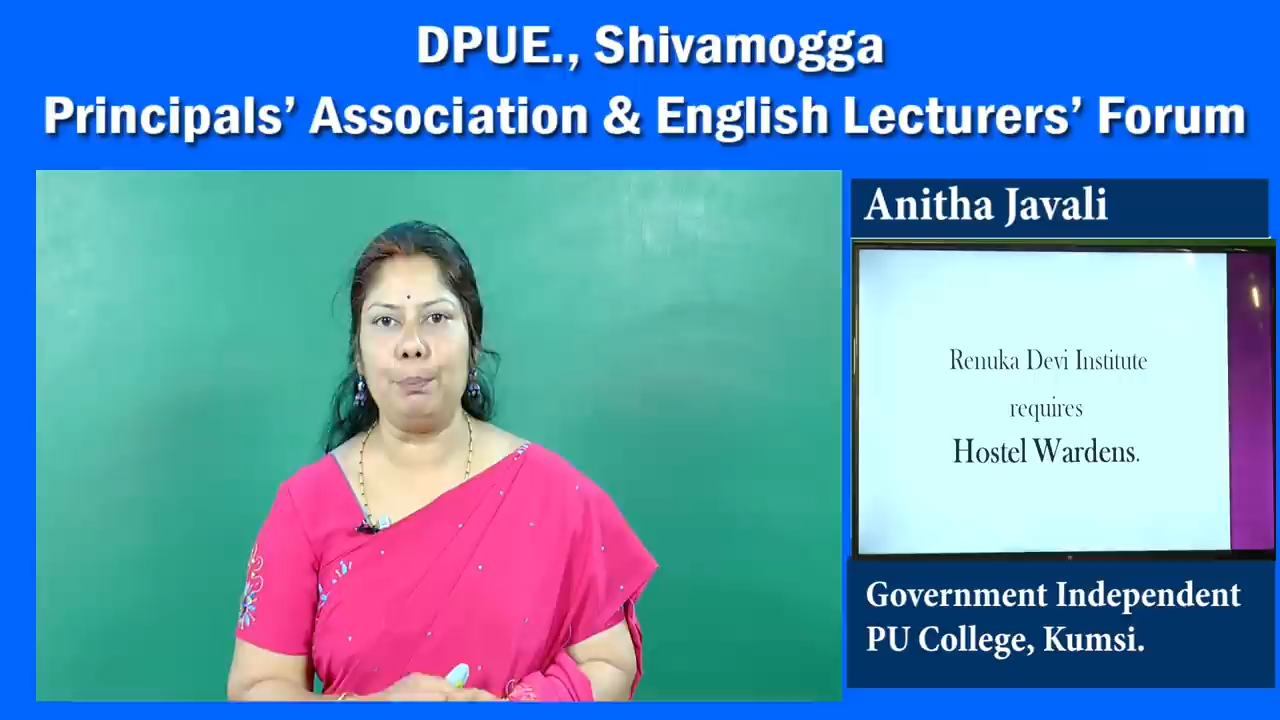 DPUE., Shivamogga
Principals’ Association & English Lecturers’ Forum
Anitha Javali
Renuka Devi Institute
requires
Hostel Wardens.
Government Independent
PU College, Kumsi.